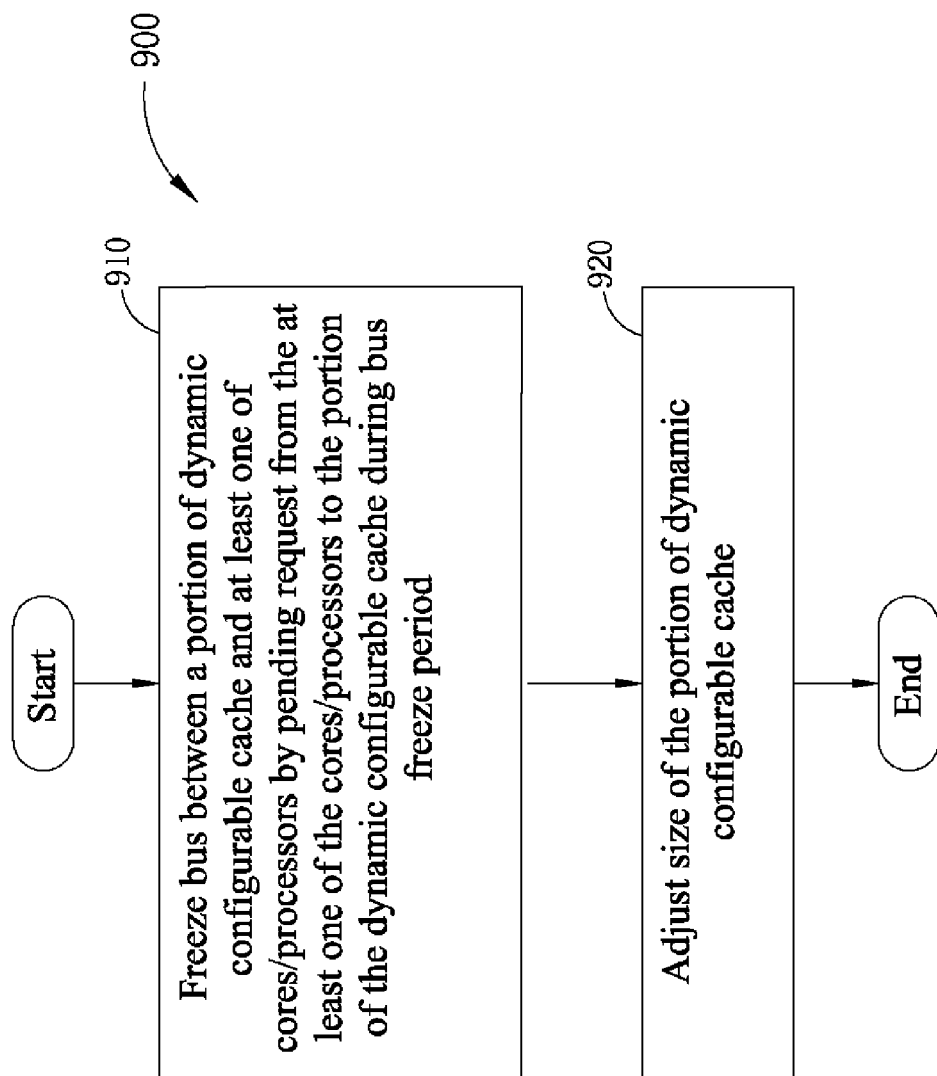 900
Start
910
Freeze bus between a portion of dynamic
configurable cache and at least one of
cores/processors by pending request from the at
least one of the cores/processors to the portion
of the dynamic configurable cache during bus
freeze period
920
Adjust size of the portion of dynamic
configurable cache
End